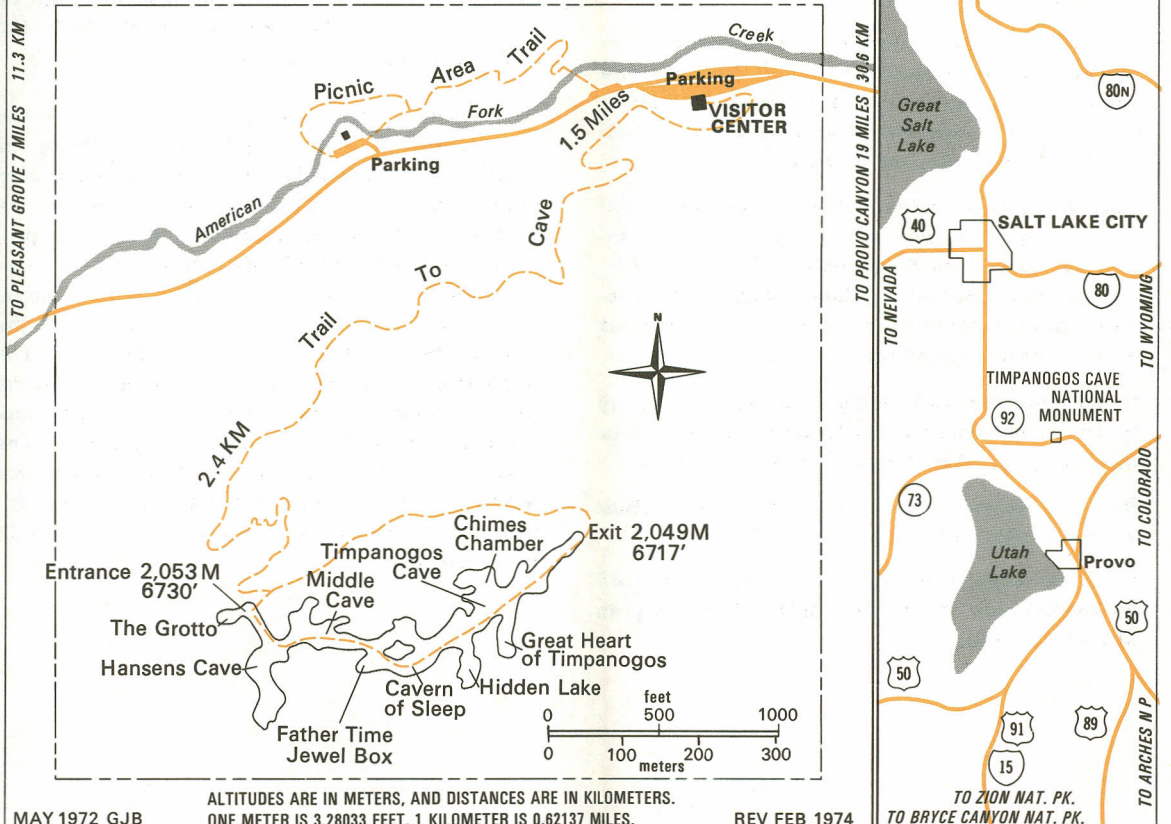 TO PLEASANT GROVE 7 MILES 11.3 KM
Picnic
Area
Trail
Creek
Parking
VISITOR
CENTER
Fork
1.5 Miles
Parking
American
Cave
To
Trail
2.4 KM
TO PROVO CANYON 19 MILES 30.6 KM
N
Entrance 2,053 M
6730'
Exit 2,049M
6717'
Chimes
Chamber
Timpanogos
Cave
Middle
Cave
The Grotto
Hansens Cave
Father Time
Jewel Box
Cavern
of Sleep
Hidden Lake
Great Heart
of Timpanogos
feet
0 500 1000
0 100 200 300
meters
ALTITUDES ARE IN METERS, AND DISTANCES ARE IN KILOMETERS.
MAY 1972 GJB
ONE METER IS 3.28033 FEET. 1 KILOMETER IS 0.62137 MILES.
REV FEB 1974
80N
Great
Salt
Lake
40
SALT LAKE CITY
80
TO NEVADA
TO WYOMING
TIMPANOGOS CAVE
NATIONAL
MONUMENT
92
73
TO COLORADO
Utah
Lake
Provo
50
50
91
89
15
TO ARCHES N P
TO ZION NAT. PK.
TO BRYCE CANYON NAT. PK.